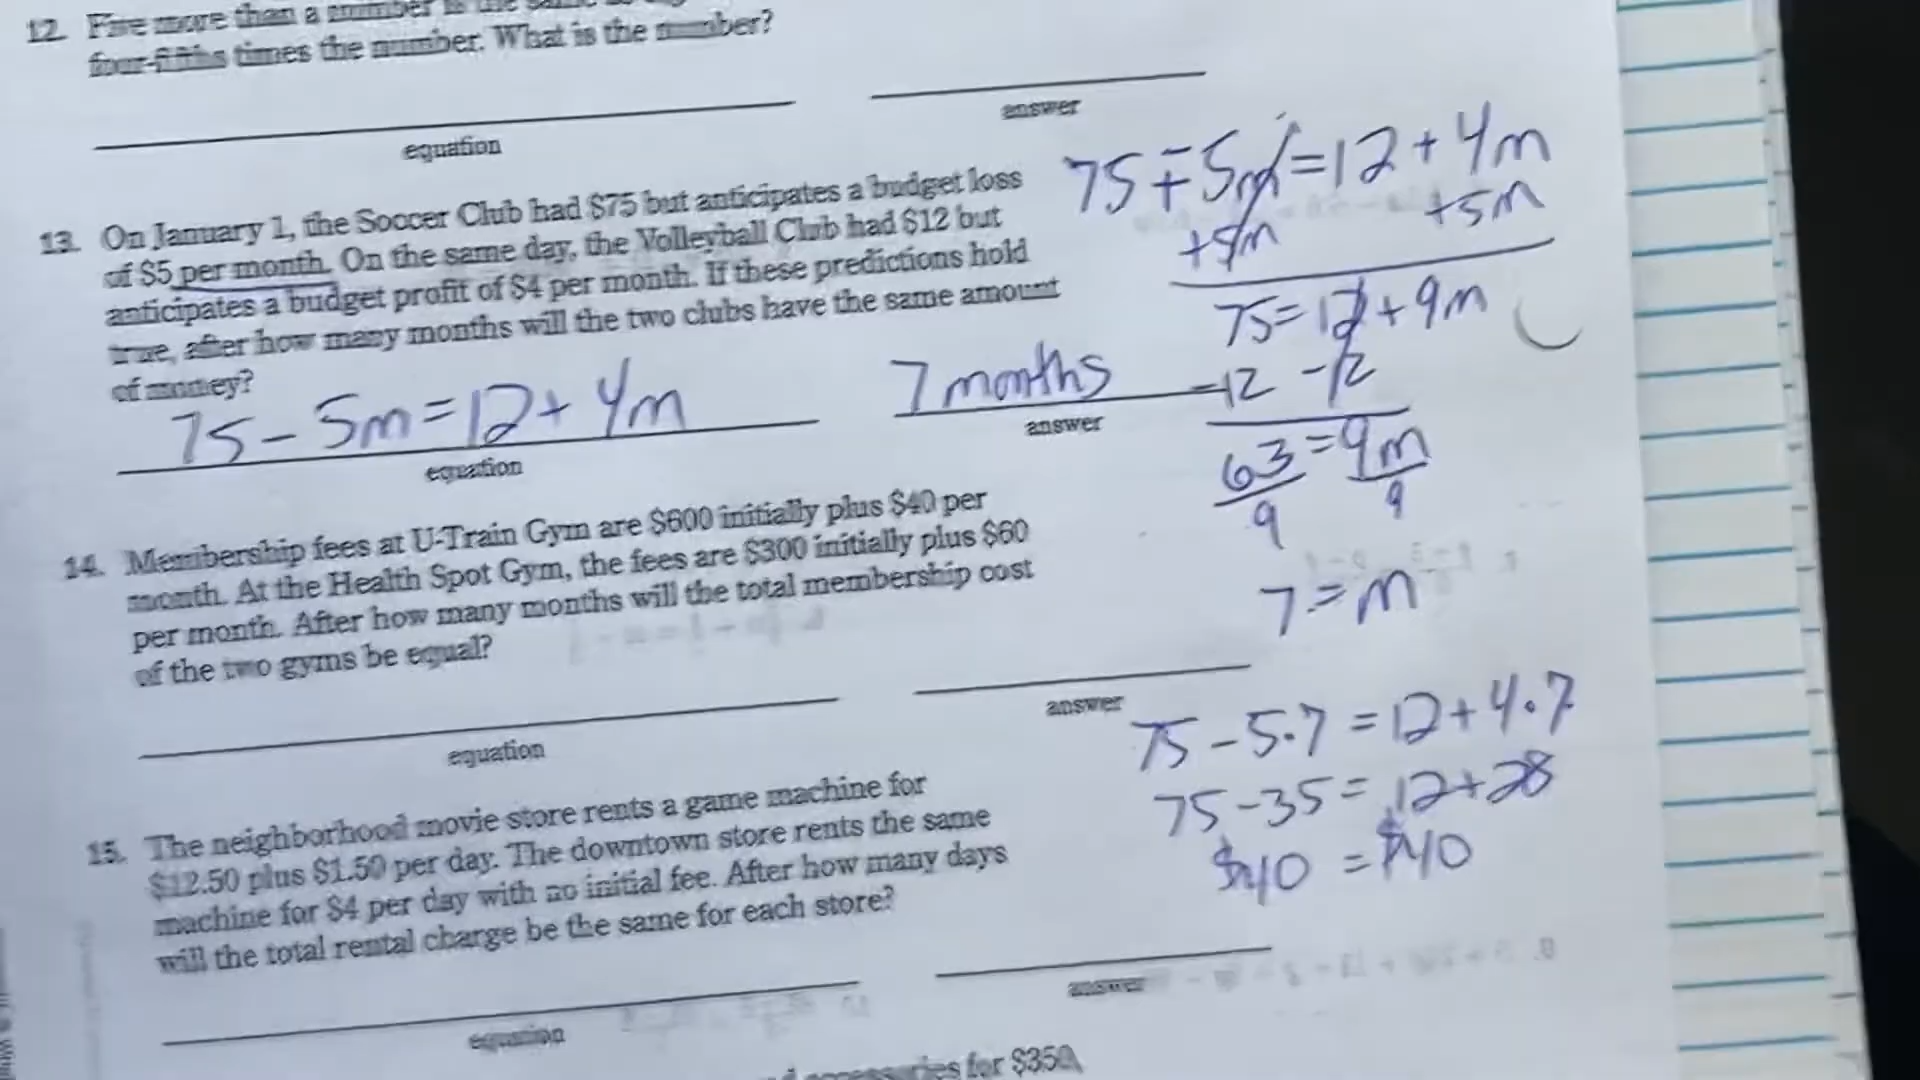 12. Five more than a number is the same
four-fifths times the number. What is the number?
equation
answer
13. On January 1, the Soccer Club had $75 but anticipates a budget loss
of $5 per month. On the same day, the Volleyball Club had $12 but
anticipates a budget profit of $4 per month. If these predictions hold
true, after how many months will the two clubs have the same amount
of money?
75 - 5m = 12 + 4m
equation
7 months
answer
75 - 5m = 12 + 4m
+5m +5m
75 = 12 + 9m
-12 -12
63 = 9m
9 9
7 = m
14. Membership fees at U-Train Gym are $600 initially plus $40 per
month. At the Health Spot Gym, the fees are $300 initially plus $60
per month. After how many months will the total membership cost
of the two gyms be equal?
equation
answer
75 - 5·7 = 12 + 4·7
75 - 35 = 12 + 28
$40 = $40
15. The neighborhood movie store rents a game machine for
$12.50 plus $1.50 per day. The downtown store rents the same
machine for $4 per day with no initial fee. After how many days
will the total rental charge be the same for each store?
equation
answer
accessories for $350,